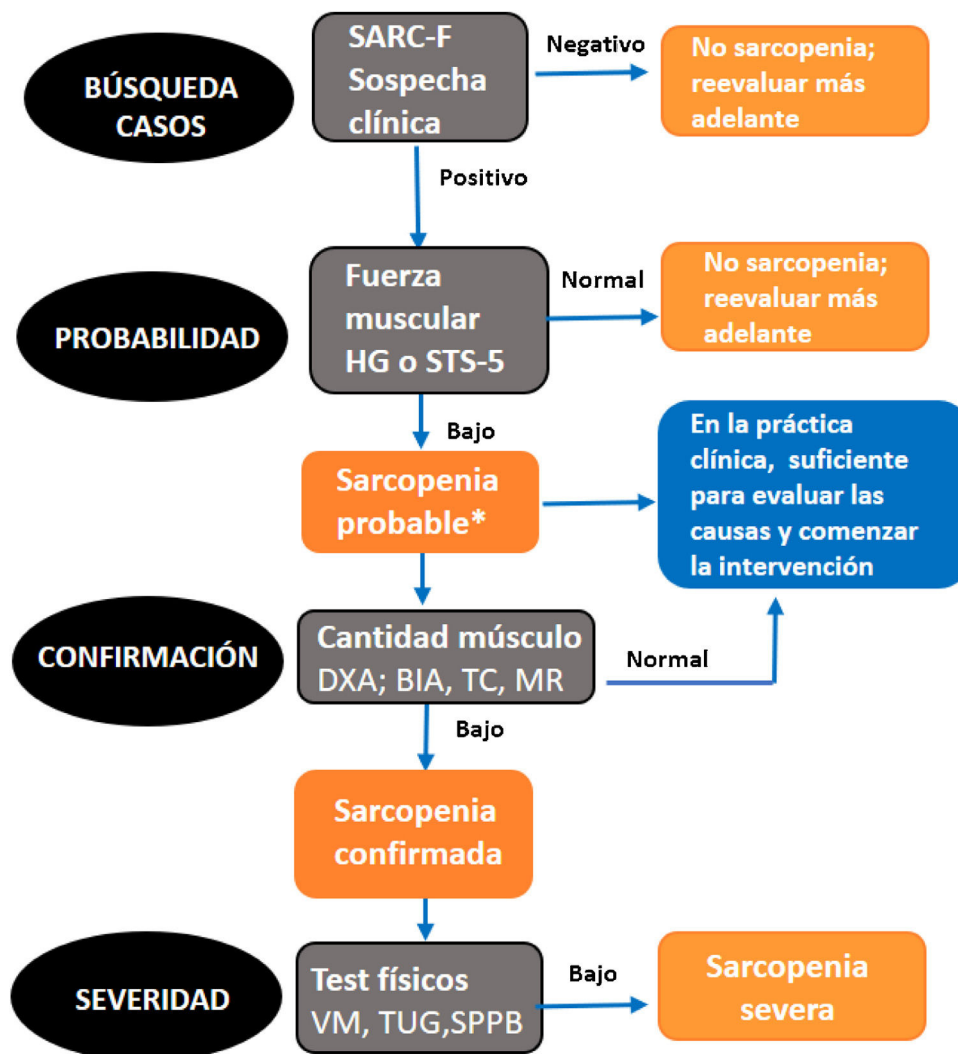 BÚSQUEDA
CASOS
SARC-F
Sospecha
clínica
Negativo
No sarcopenia;
reevaluar más
adelante
Positivo
PROBABILIDAD
Fuerza
muscular
HG o STS-5
Normal
No sarcopenia;
reevaluar más
adelante
Bajo
Sarcopenia
probable*
En la práctica
clínica, suficiente
para evaluar las
causas y comenzar
la intervención
CONFIRMACIÓN
Cantidad músculo
DXA; BIA, TC, MR
Normal
Bajo
Sarcopenia
confirmada
SEVERIDAD
Test físicos
VM, TUG,SPPB
Bajo
Sarcopenia
severa